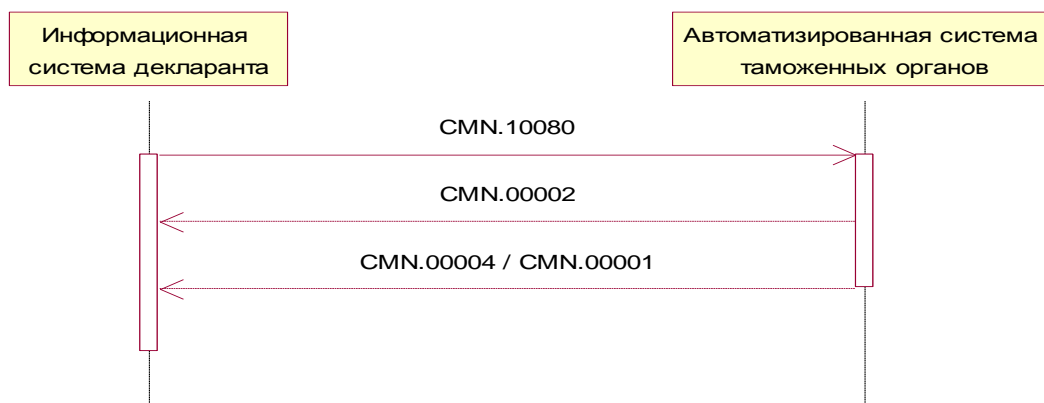 Информационная
система декларанта
Автоматизированная система
таможенных органов
CMN.10080
CMN.00002
CMN.00004 / CMN.00001